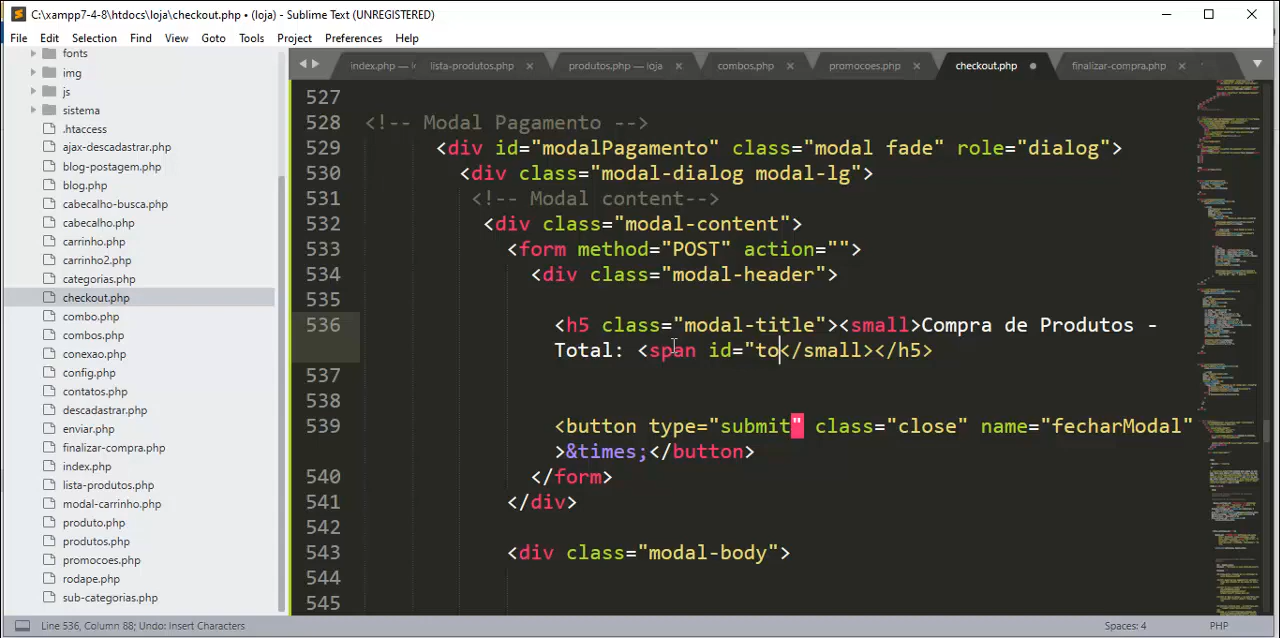 C:\xampp7-4-8\htdocs\loja\checkout.php • (loja) - Sublime Text (UNREGISTERED)
File Edit Selection Find View Goto Tools Project Preferences Help
index.php — lista-produtos.php produtos.php — loja combos.php promocoes.php checkout.php finalizar-compra.php
fonts
img
js
sistema
.htaccess
ajax-descadastrar.php
blog-postagem.php
blog.php
cabecalho-busca.php
cabecalho.php
carrinho.php
carrinho2.php
categorias.php
checkout.php
combo.php
combos.php
conexao.php
config.php
contatos.php
descadastrar.php
enviar.php
finalizar-compra.php
index.php
lista-produtos.php
modal-carrinho.php
produto.php
produtos.php
promocoes.php
rodape.php
sub-categorias.php
527
528 <!-- Modal Pagamento -->
529 <div id="modalPagamento" class="modal fade" role="dialog">
530 <div class="modal-dialog modal-lg">
531 <!-- Modal content-->
532 <div class="modal-content">
533 <form method="POST" action="">
534 <div class="modal-header">
535
536 <h5 class="modal-title"><small>Compra de Produtos -
Total: <span id="to</small></h5>
537
538
539 <button type="submit" class="close" name="fecharModal"
>&times;</button>
540 </form>
541 </div>
542
543 <div class="modal-body">
544
545
Line 536, Column 88; Undo: Insert Characters Spaces: 4 PHP